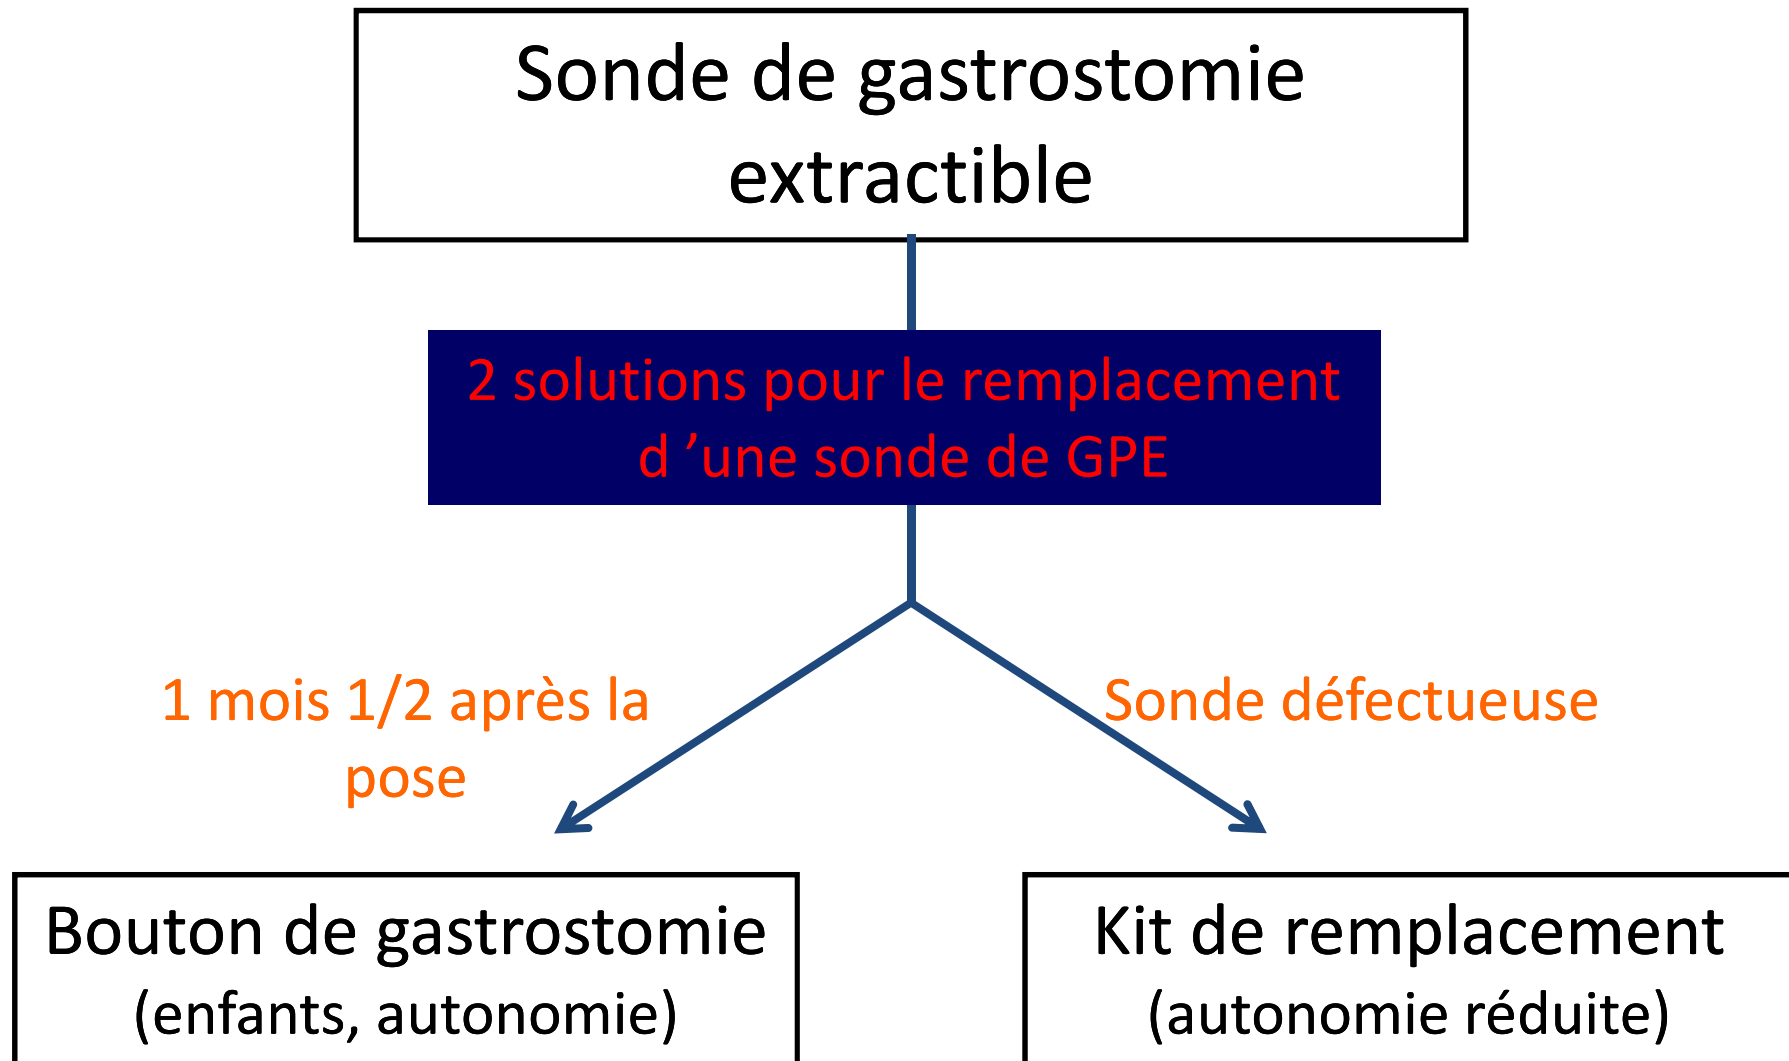 Sonde de gastrostomie
extractible
2 solutions pour le remplacement
d ’une sonde de GPE
1 mois 1/2 après la
pose
Sonde défectueuse
Bouton de gastrostomie
(enfants, autonomie)
Kit de remplacement
(autonomie réduite)